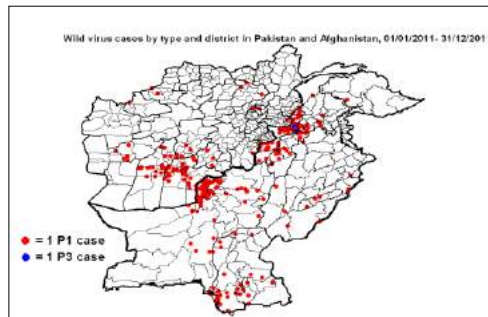 Wild virus cases by type and district in Pakistan and Afghanistan, 01/01/2011- 31/12/201
= 1 P1 case
= 1 P3 case